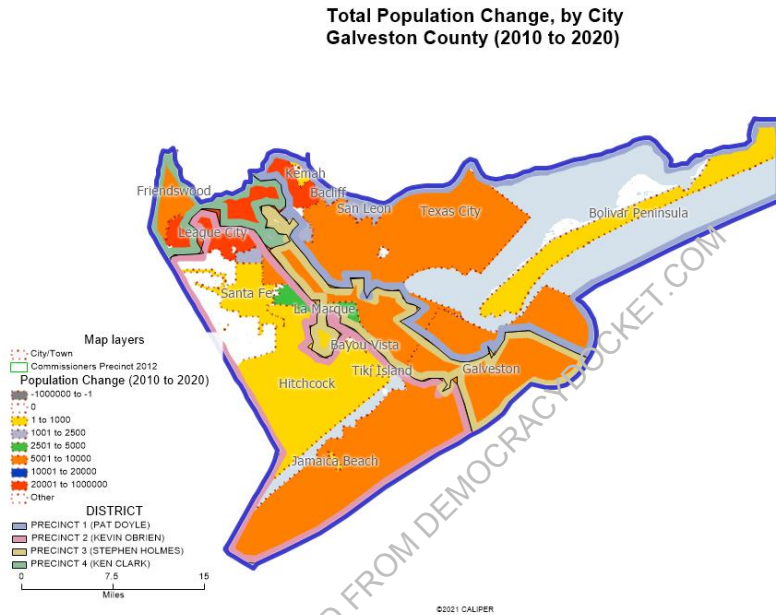 Total Population Change, by City
Galveston County (2010 to 2020)
Kemah
Friendswood
Bacliff
San Leon
Texas City
Bolivar Peninsula
League City
Santa Fe
La Marque
Bayou Vista
Tiki Island
Galveston
Hitchcock
Jamaica Beach
Map layers
City/Town
Commissioners Precinct 2012
Population Change (2010 to 2020)
-1000000 to -1
0
1 to 1000
1001 to 2500
2501 to 5000
5001 to 10000
10001 to 20000
20001 to 1000000
Other
DISTRICT
PRECINCT 1 (PAT DOYLE)
PRECINCT 2 (KEVIN OBRIEN)
PRECINCT 3 (STEPHEN HOLMES)
PRECINCT 4 (KEN CLARK)
0 7.5 15
Miles
FROM DEMOCRACYDOCKET.COM
©2021 CALIPER